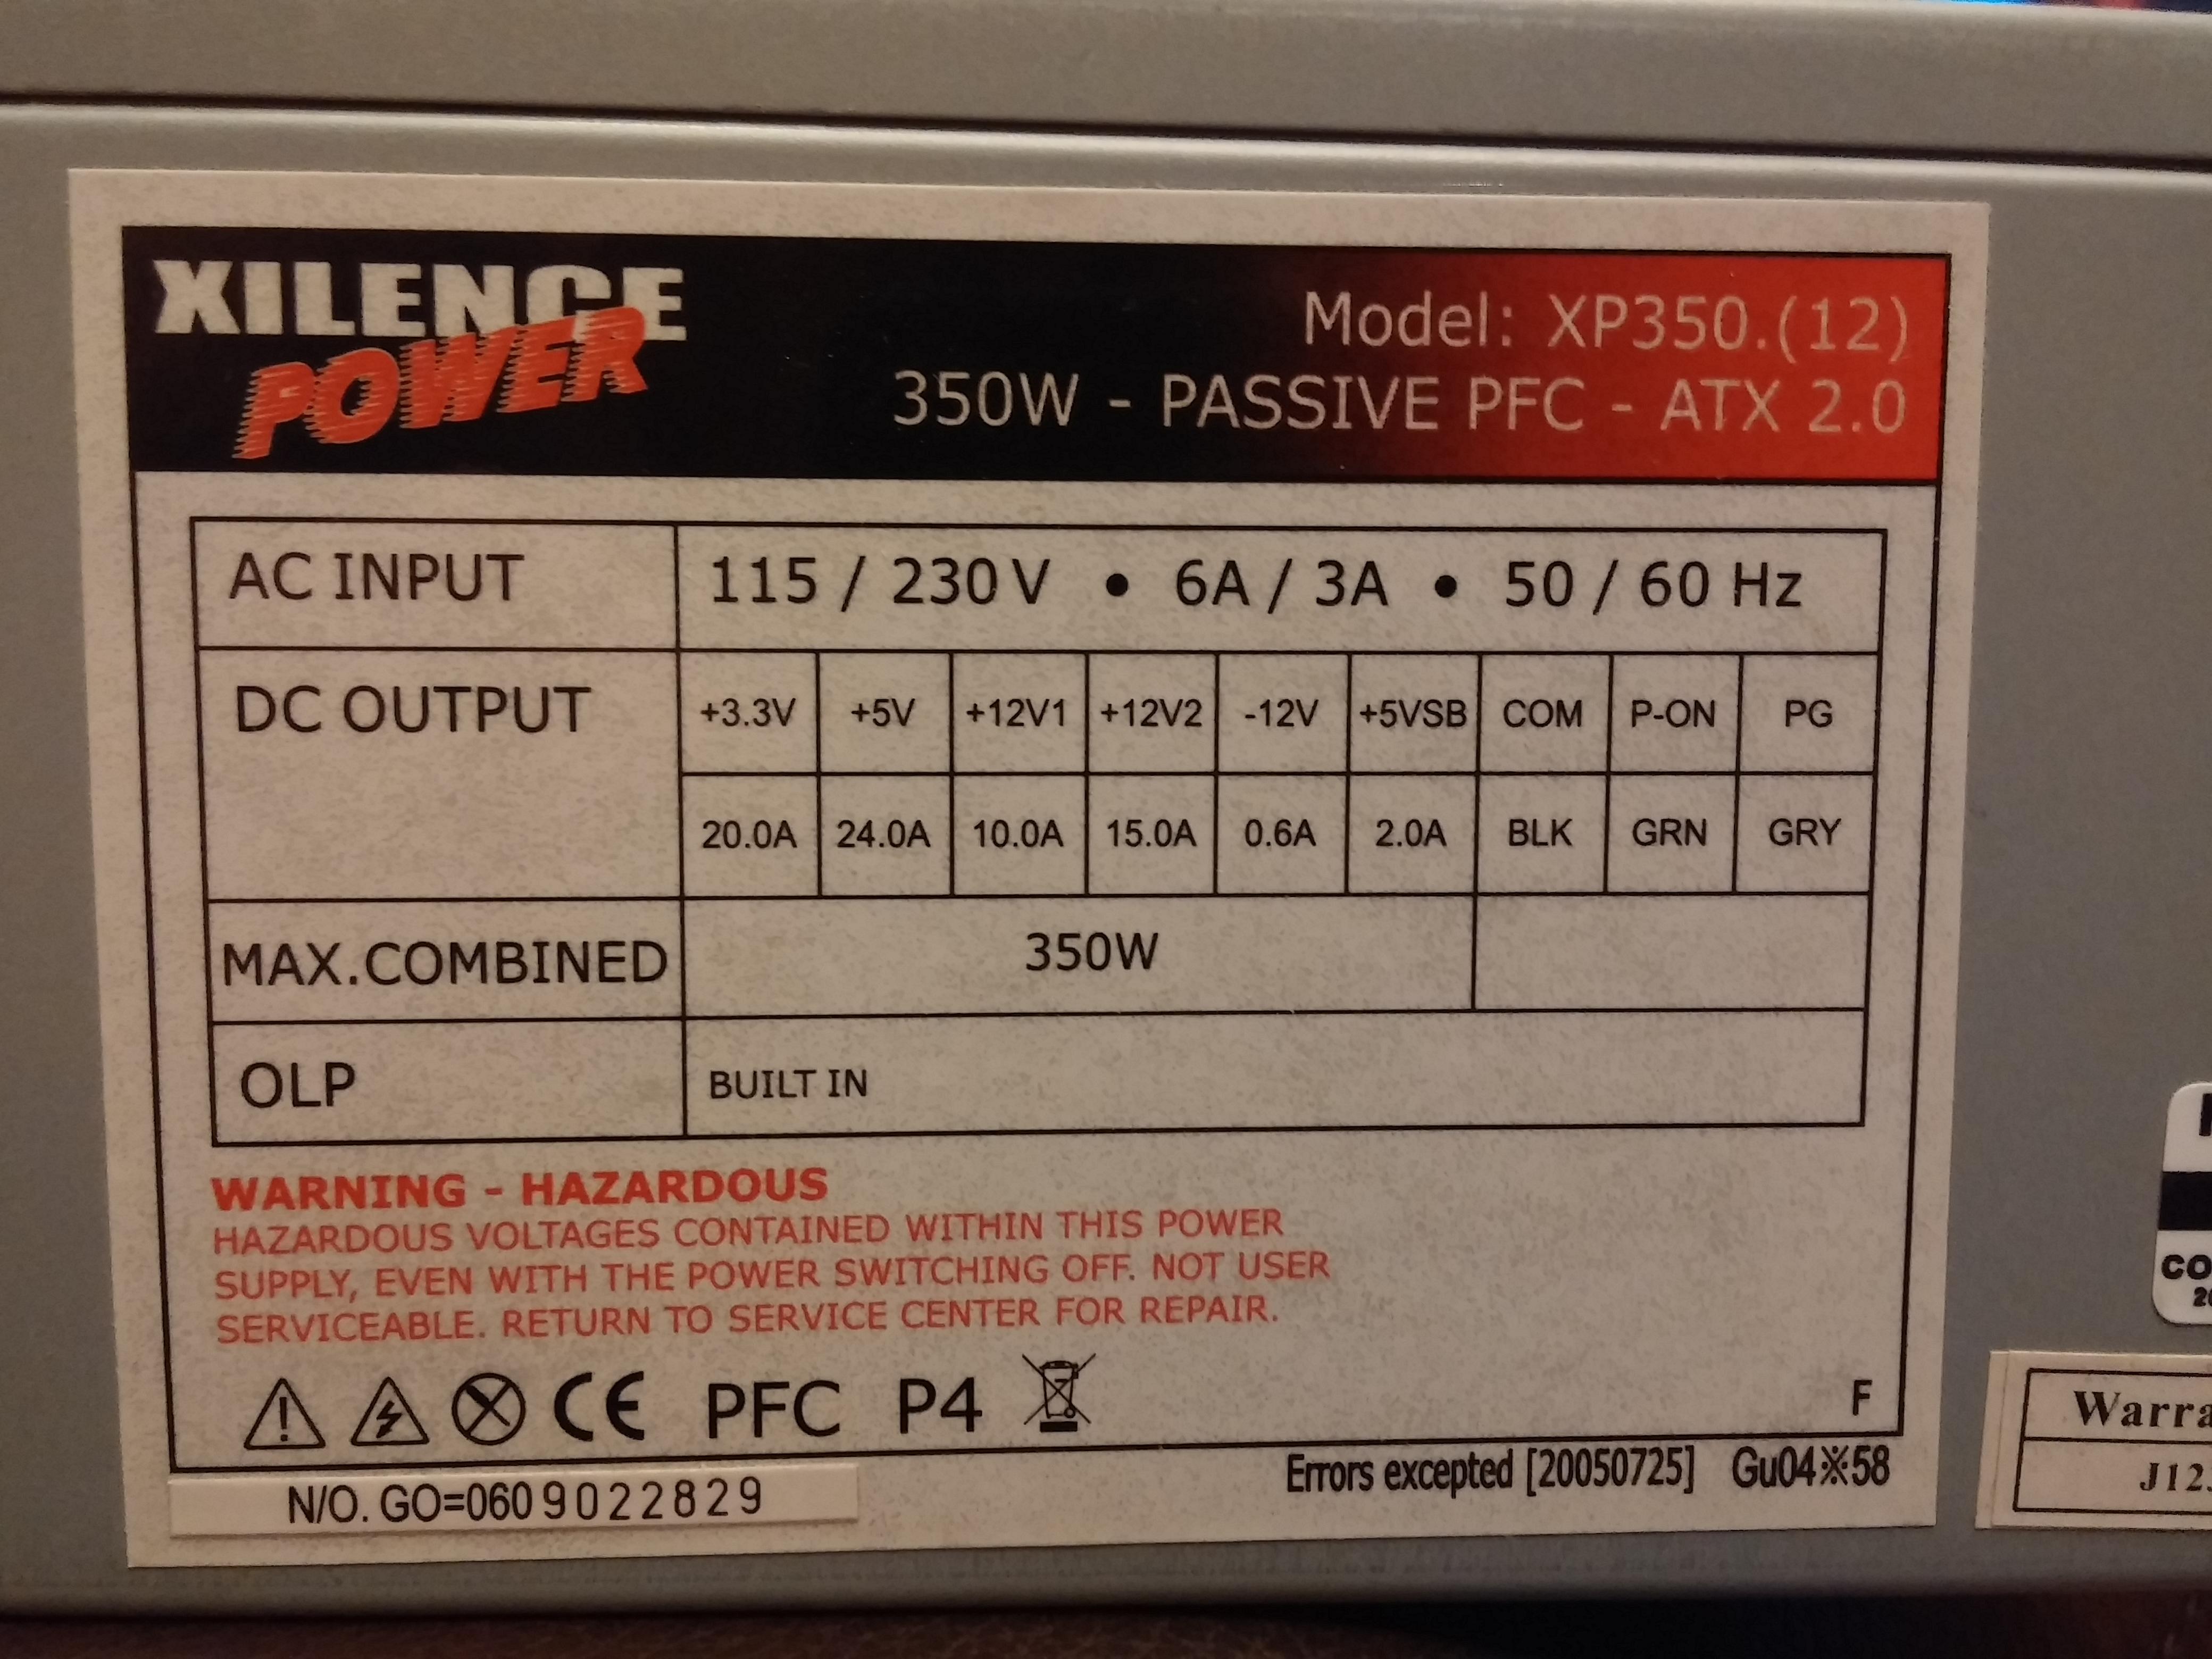 XILENCE
POWER
Model: XP350.(12)
350W - PASSIVE PFC - ATX 2.0
AC INPUT 115 / 230 V • 6A / 3A • 50 / 60 Hz
DC OUTPUT +3.3V +5V +12V1 +12V2 -12V +5VSB COM P-ON PG
20.0A 24.0A 10.0A 15.0A 0.6A 2.0A BLK GRN GRY
MAX.COMBINED 350W
OLP BUILT IN
WARNING - HAZARDOUS
HAZARDOUS VOLTAGES CONTAINED WITHIN THIS POWER
SUPPLY, EVEN WITH THE POWER SWITCHING OFF. NOT USER
SERVICEABLE. RETURN TO SERVICE CENTER FOR REPAIR.
CE PFC P4
F
Errors excepted [20050725] Gu04※58
N/O. GO=0609022829